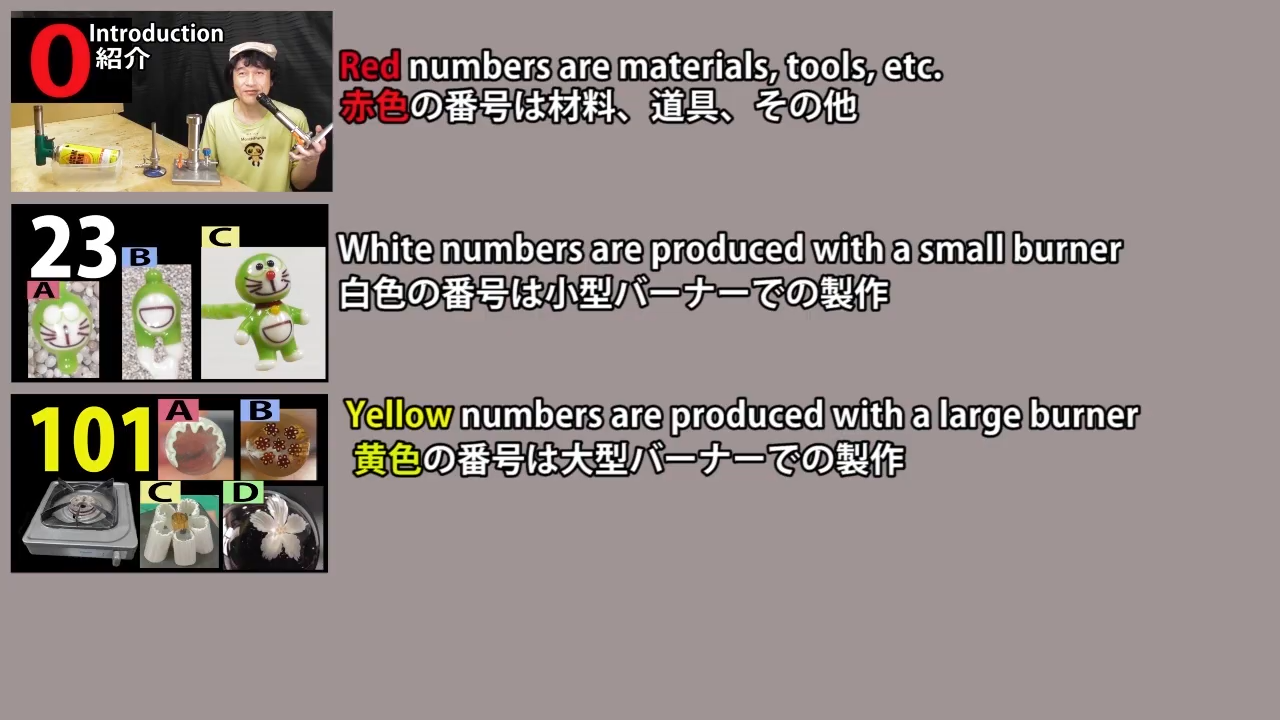 0
Introduction
紹介
Red numbers are materials, tools, etc.
赤色の番号は材料、道具、その他
23
A
B
C
White numbers are produced with a small burner
白色の番号は小型バーナーでの製作
101
A
B
C
D
Yellow numbers are produced with a large burner
黄色の番号は大型バーナーでの製作